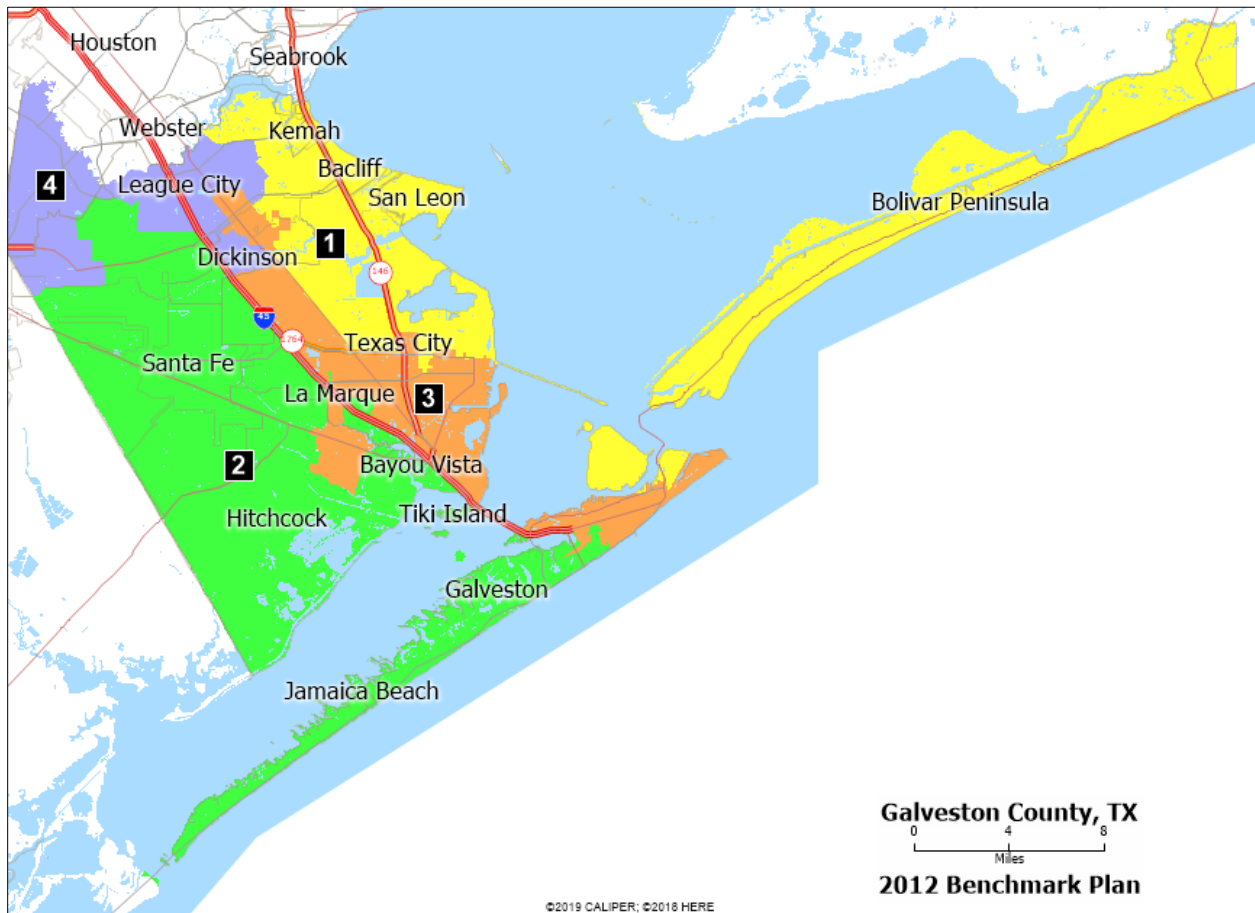 Houston
Seabrook
Webster
Kemah
Bacliff
4
League City
San Leon
Bolivar Peninsula
1
Dickinson
146
45
1764
Texas City
Santa Fe
La Marque
3
2
Bayou Vista
Hitchcock
Tiki Island
Galveston
Jamaica Beach
Galveston County, TX
0 4 8
Miles
2012 Benchmark Plan
©2019 CALIPER; ©2018 HERE